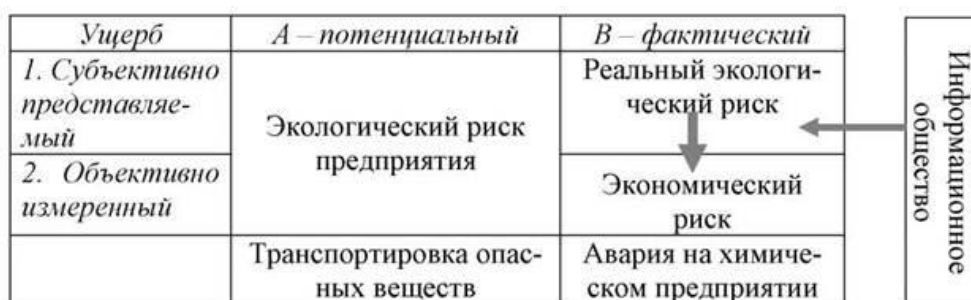 Ущерб
А – потенциальный
В – фактический
1. Субъективно
представляе-
мый
Экологический риск
предприятия
Реальный экологи-
ческий риск
2. Объективно
измеренный
Экономический
риск
Транспортировка опас-
ных веществ
Авария на химиче-
ском предприятии
Информационное
общество